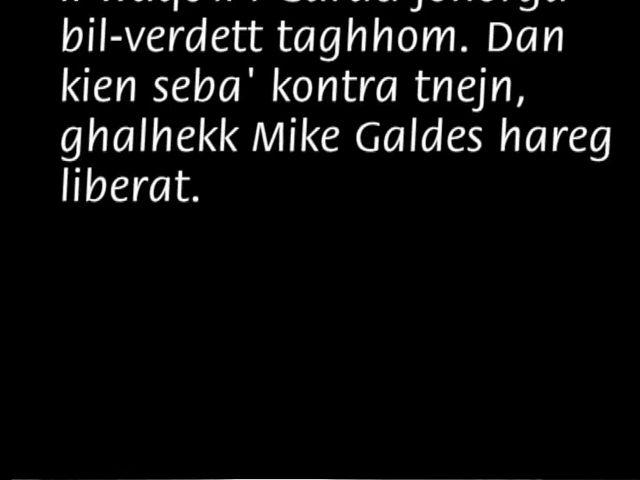 bil-verdett taghhom. Dan
kien seba' kontra tnejn,
ghalhekk Mike Galdes hareg
liberat.